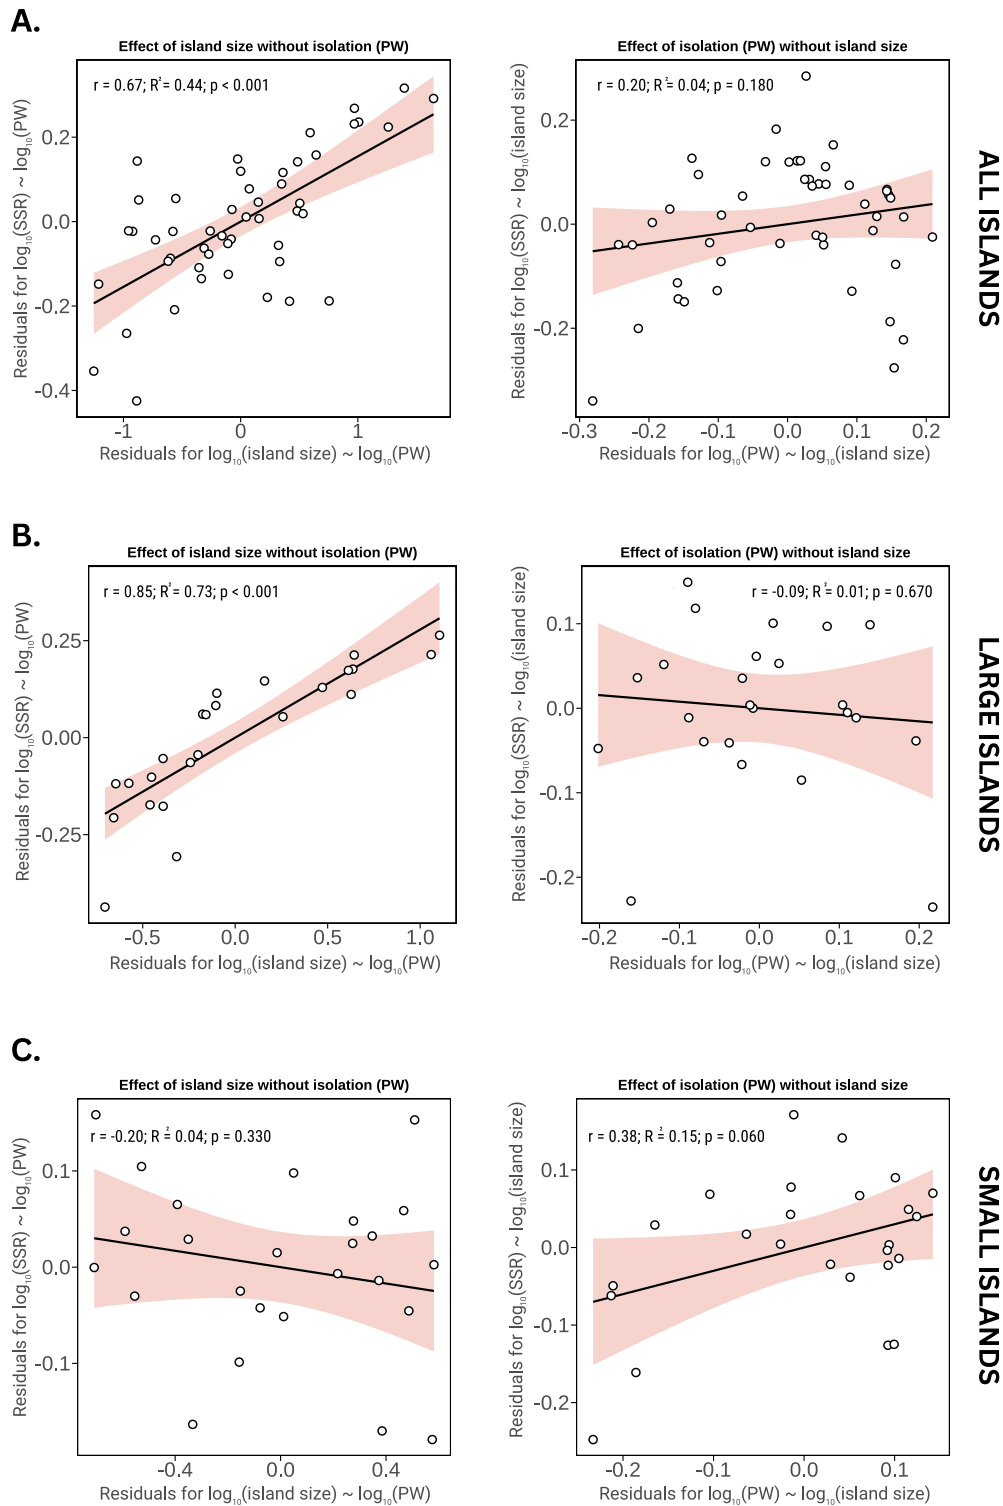 A.
Effect of island size without isolation (PW)
r = 0.67; R² = 0.44; p < 0.001
Residuals for log₁₀(SSR) ~ log₁₀(PW)
0.2
0.0
-0.2
-0.4
-1
0
1
Residuals for log₁₀(island size) ~ log₁₀(PW)
Effect of isolation (PW) without island size
r = 0.20; R² = 0.04; p = 0.180
Residuals for log₁₀(SSR) ~ log₁₀(island size)
0.2
0.0
-0.2
-0.3
-0.2
-0.1
0.0
0.1
0.2
Residuals for log₁₀(PW) ~ log₁₀(island size)
ALL ISLANDS
B.
Effect of island size without isolation (PW)
r = 0.85; R² = 0.73; p < 0.001
Residuals for log₁₀(SSR) ~ log₁₀(PW)
0.25
0.00
-0.25
-0.5
0.0
0.5
1.0
Residuals for log₁₀(island size) ~ log₁₀(PW)
Effect of isolation (PW) without island size
r = -0.09; R² = 0.01; p = 0.670
Residuals for log₁₀(SSR) ~ log₁₀(island size)
0.1
0.0
-0.1
-0.2
-0.2
-0.1
0.0
0.1
0.2
Residuals for log₁₀(PW) ~ log₁₀(island size)
LARGE ISLANDS
C.
Effect of island size without isolation (PW)
r = -0.20; R² = 0.04; p = 0.330
Residuals for log₁₀(SSR) ~ log₁₀(PW)
0.1
0.0
-0.1
-0.4
0.0
0.4
Residuals for log₁₀(island size) ~ log₁₀(PW)
Effect of isolation (PW) without island size
r = 0.38; R² = 0.15; p = 0.060
Residuals for log₁₀(SSR) ~ log₁₀(island size)
0.1
0.0
-0.1
-0.2
-0.2
-0.1
0.0
0.1
Residuals for log₁₀(PW) ~ log₁₀(island size)
SMALL ISLANDS